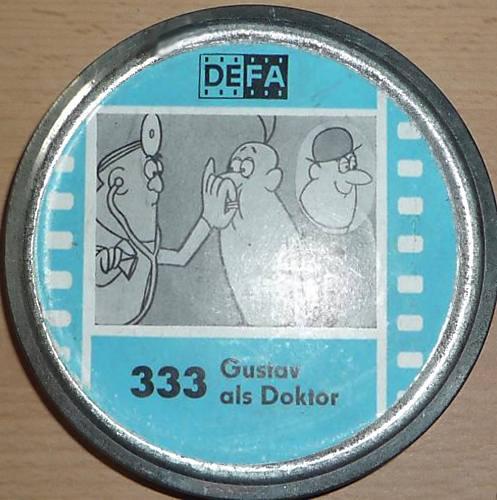 DEFA
333 Gustav
als Doktor